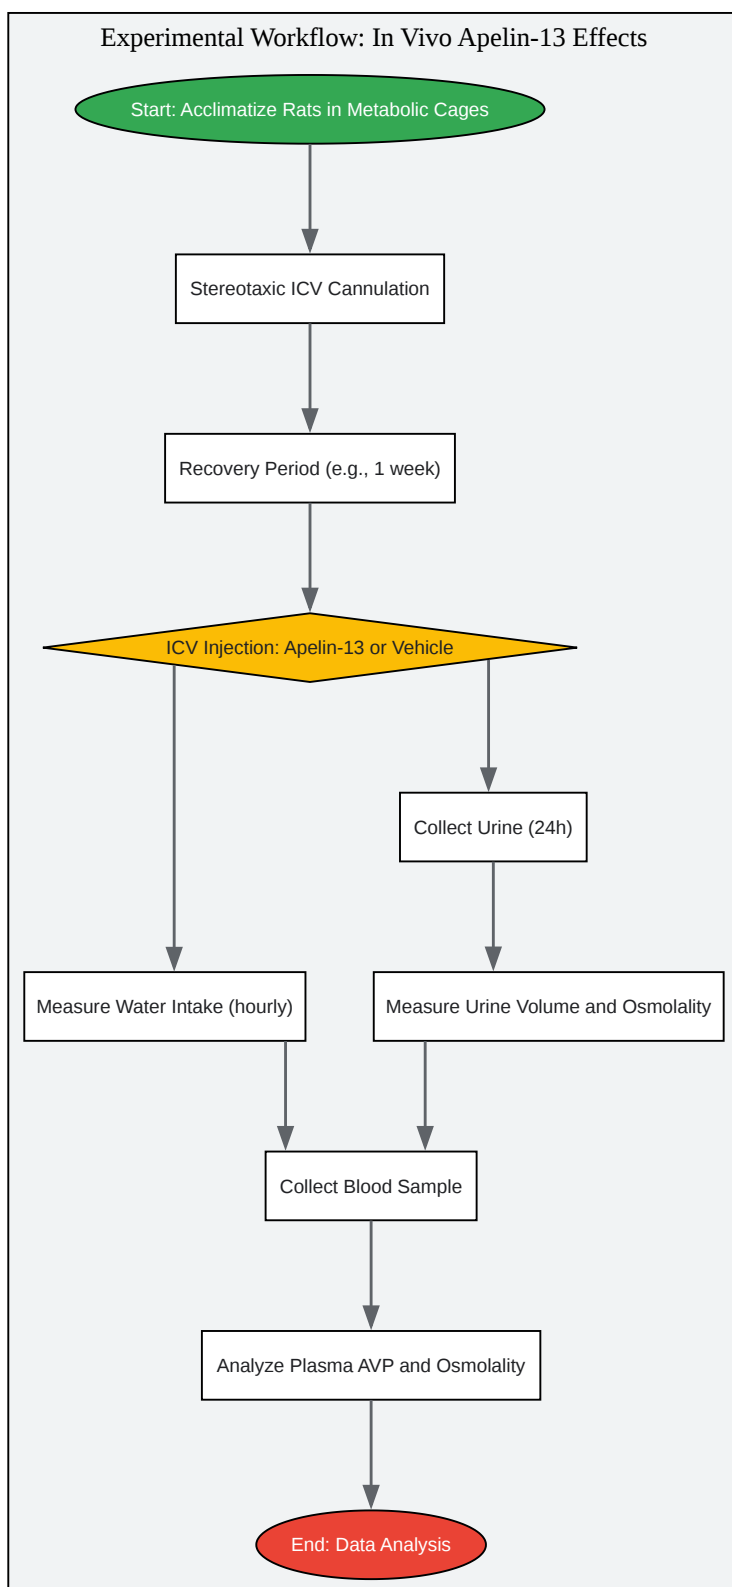 Experimental Workflow: In Vivo Apelin-13 Effects
Start: Acclimatize Rats in Metabolic Cages
Stereotaxic ICV Cannulation
Recovery Period (e.g., 1 week)
ICV Injection: Apelin-13 or Vehicle
Collect Urine (24h)
Measure Water Intake (hourly)
Measure Urine Volume and Osmolality
Collect Blood Sample
Analyze Plasma AVP and Osmolality
End: Data Analysis